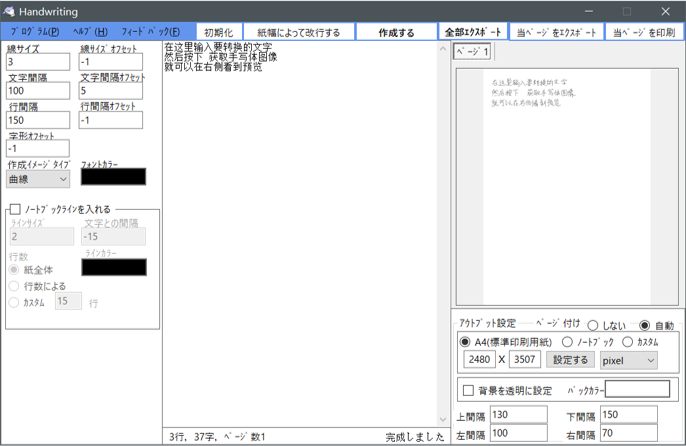 Handwriting
プログラム(P) ヘルプ(H) フィードバック(F) 初期化 紙幅によって改行する 作成する 全部エクスポート 当ページをエクスポート 当ページを印刷
線サイズ 線サイズオフセット
3 -1
文字間隔 文字間隔オフセット
100 5
行間隔 行間隔オフセット
150 -1
字形オフセット
-1
作成イメージタイプ フォントカラー
曲線
ノートブックラインを入れる
ラインサイズ 文字との間隔
2 -15
行数 ラインカラー
紙全体
行数による
カスタム 15 行
在这里输入要转换的文字
然后按下 获取手写体图像
就可以在右侧看到预览
3行, 37字, ページ数1 完成しました
ページ 1
在这里输入要转换的文字
然后按下 获取手写体图像
就可以在右侧看到预览
アウトプット設定 ページ付け しない 自動
A4(標準印刷用紙) ノートブック カスタム
2480 X 3507 設定する pixel
背景を透明に設定 バックカラー
上間隔 130 下間隔 150
左間隔 100 右間隔 70